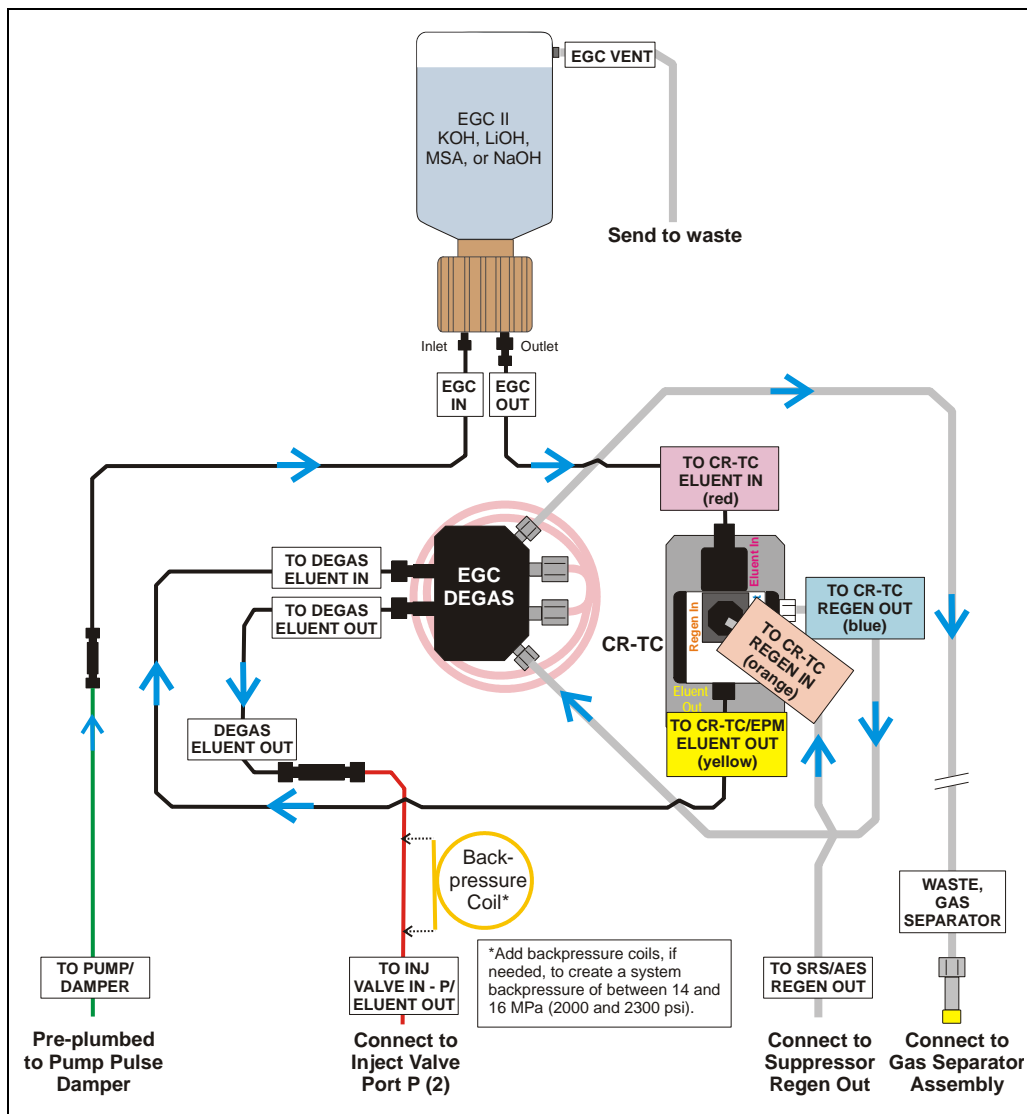 EGC VENT
EGC II
KOH, LiOH,
MSA, or NaOH
Send to waste
Inlet
Outlet
EGC
IN
EGC
OUT
TO CR-TC
ELUENT IN
(red)
TO DEGAS
ELUENT IN
TO DEGAS
ELUENT OUT
EGC
DEGAS
CR-TC
Eluent In
Regen In
Eluent
Out
TO CR-TC
REGEN OUT
(blue)
TO CR-TC
REGEN IN
(orange)
TO CR-TC/EPM
ELUENT OUT
(yellow)
DEGAS
ELUENT OUT
Back-
pressure
Coil*
*Add backpressure coils, if
needed, to create a system
backpressure of between 14 and
16 MPa (2000 and 2300 psi).
WASTE,
GAS
SEPARATOR
TO PUMP/
DAMPER
TO INJ
VALVE IN - P/
ELUENT OUT
TO SRS/AES
REGEN OUT
Pre-plumbed
to Pump Pulse
Damper
Connect to
Inject Valve
Port P (2)
Connect to
Suppressor
Regen Out
Connect to
Gas Separator
Assembly